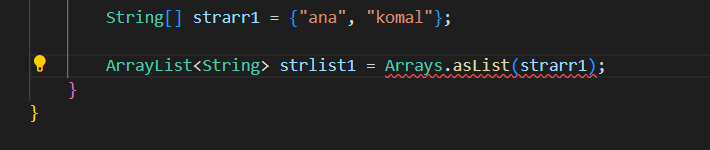 String[] strarr1 = {"ana", "komal"};
ArrayList<String> strlist1 = Arrays.asList(strarr1);
}
}